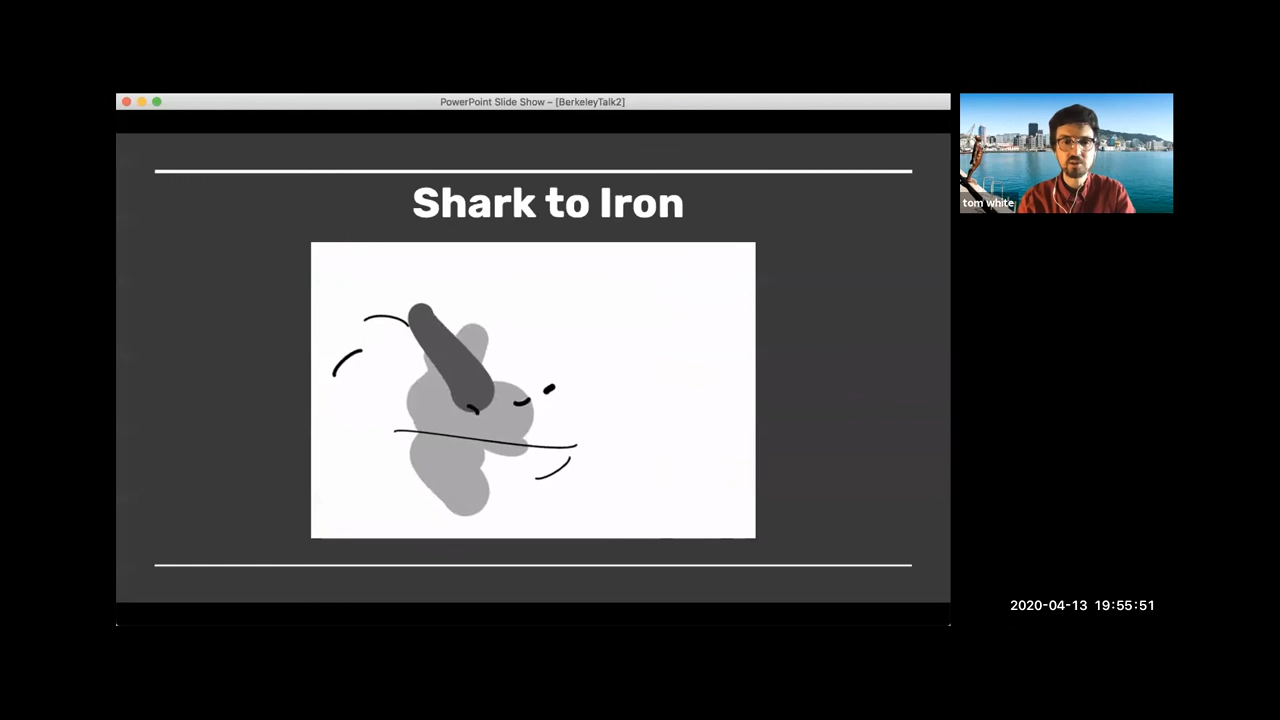 PowerPoint Slide Show – [BerkeleyTalk2]
Shark to Iron
tom white
2020-04-13 19:55:51